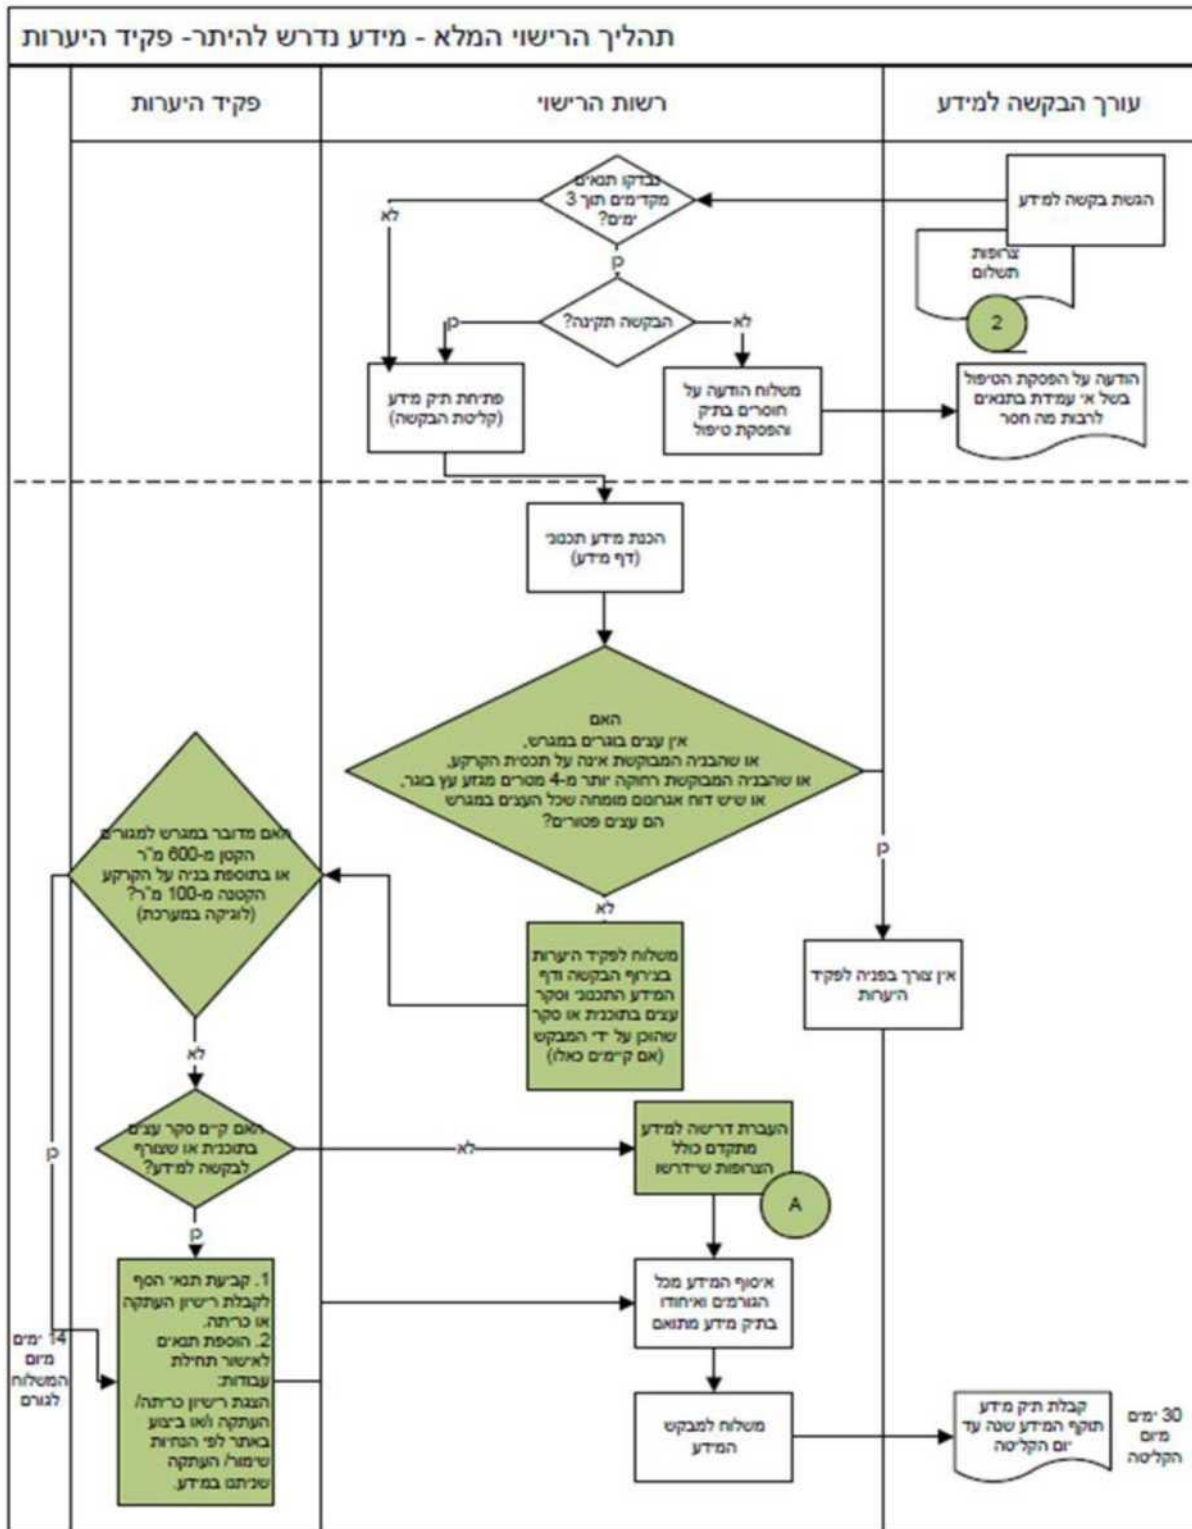 תהליך הרישוי המלא - מידע נדרש להיתר- פקיד היערות
עורך הבקשה למידע
רשות הרישוי
פקיד היערות
הגשת בקשה למידע
צרופות
תשלום
2
נבדקו תנאים
מקדימים תוך 3
ימים?
לא
כן
הבקשה תקינה?
כן
לא
פתיחת תיק מידע
(קליטת הבקשה)
משלוח הודעה על
חוסרים בתיק
והפסקת טיפול
הודעה על הפסקת הטיפול
בשל אי עמידת בתנאים
לרבות מה חסר
הכנת מידע תכנוני
(דף מידע)
האם
אין עצים בוגרים במגרש,
או שהבניה המבוקשת אינה על תכסית הקרקע,
או שהבניה המבוקשת רחוקה יותר מ-4 מטרים מגזע עץ בוגר,
או שיש דוח אגרונום מומחה שכל העצים במגרש
הם עצים פטורים?
כן
לא
אין צורך בפניה לפקיד
היערות
משלוח לפקיד היערות
בצירוף הבקשה ודף
המידע התכנוני וסקר
עצים בתוכנית או סקר
שהוכן על ידי המבקש
(אם קיימים כאלו)
האם מדובר במגרש למגורים
הקטן מ-600 מ"ר
או בתוספת בניה על הקרקע
הקטנה מ-100 מ"ר?
(לוגיקה במערכת)
לא
כן
האם קיים סקר עצים
בתוכנית או שצורף
לבקשה למידע?
לא
כן
העברת דרישה למידע
מתקדם כולל
הצרופות שיידרשו
A
1. קביעת תנאי הסף
לקבלת רישיון העתקה
או כריתה.
2. הוספת תנאים
לאישור תחילת
עבודות:
הצגת רישיון כריתה/
העתקה ו/או ביצוע
באתר לפי הנחיות
שימור/ העתקה
שניתנו במידע.
14 ימים
מיום
המשלוח
לגורם
איסוף המידע מכל
הגורמים ואיחודו
בתיק מידע מתואם
משלוח למבקש
המידע
קבלת תיק מידע
תוקף המידע שנה עד
יום הקליטה
30 ימים
מיום
הקליטה